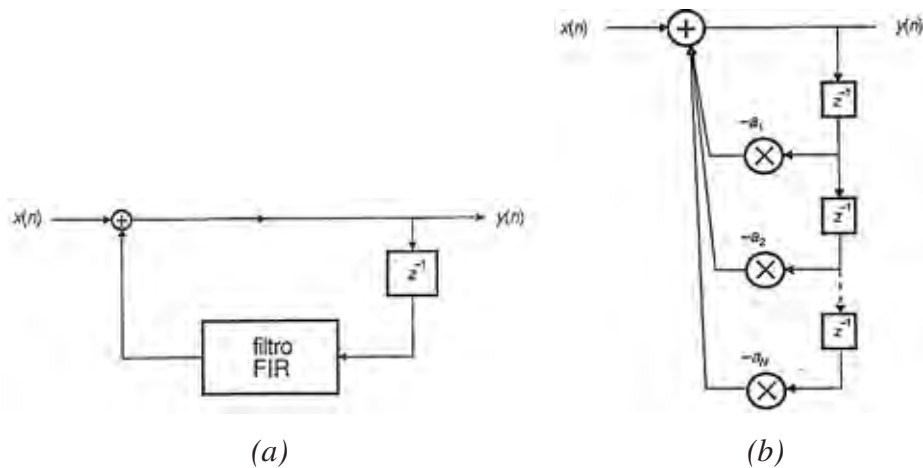 x(n)
y(n)
z⁻¹
filtro
FIR
(a)
x(n)
y(n)
z⁻¹
−a₁
z⁻¹
−a₂
z⁻¹
−a_N
(b)